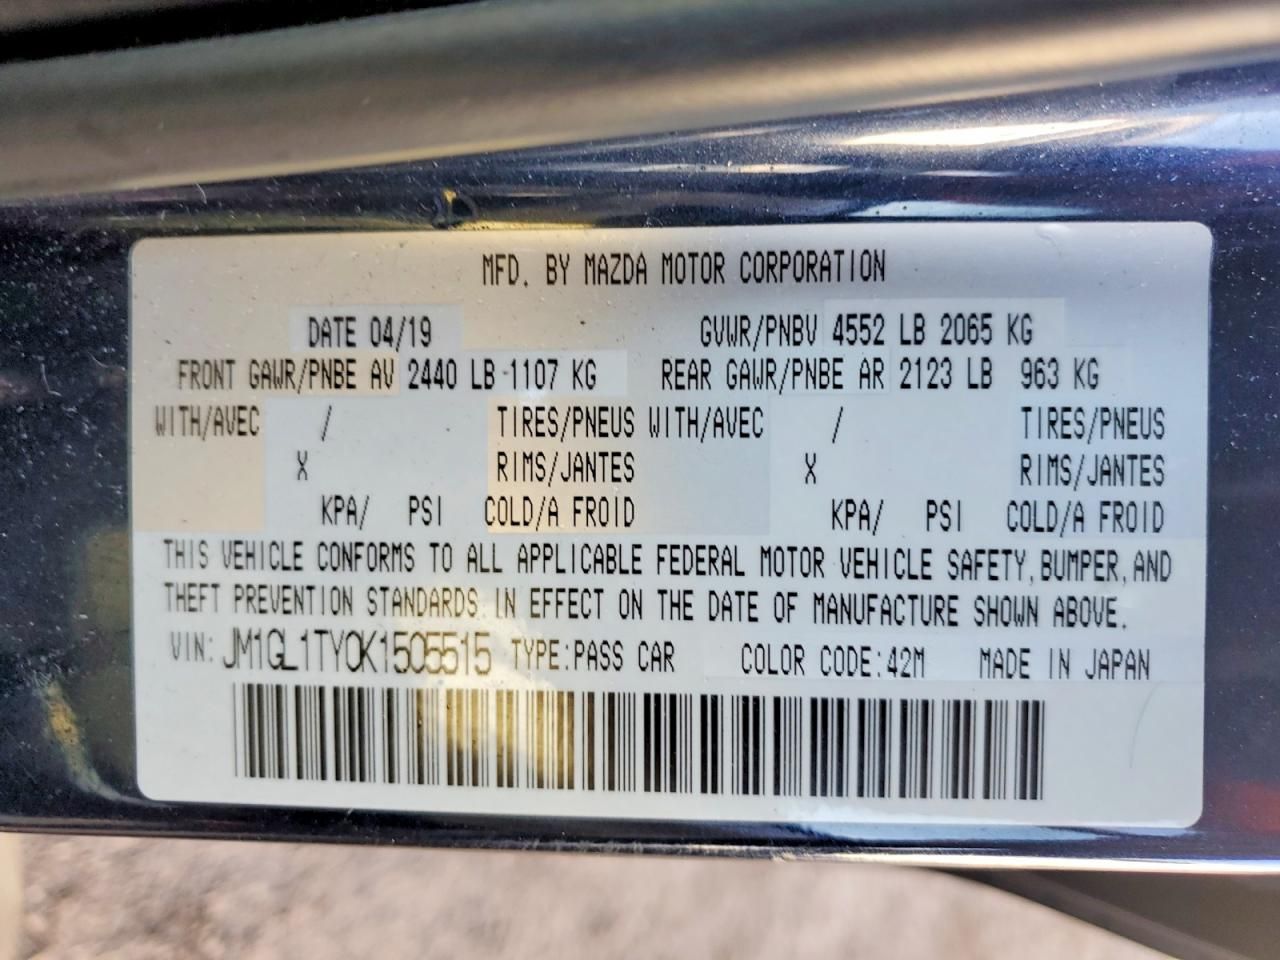 MFD. BY MAZDA MOTOR CORPORATION
DATE 04/19 GVWR/PNBV 4552 LB 2065 KG
FRONT GAWR/PNBE AV 2440 LB 1107 KG REAR GAWR/PNBE AR 2123 LB 963 KG
WITH/AVEC / TIRES/PNEUS WITH/AVEC / TIRES/PNEUS
X RIMS/JANTES X RIMS/JANTES
KPA/ PSI COLD/A FROID KPA/ PSI COLD/A FROID
THIS VEHICLE CONFORMS TO ALL APPLICABLE FEDERAL MOTOR VEHICLE SAFETY, BUMPER, AND
THEFT PREVENTION STANDARDS IN EFFECT ON THE DATE OF MANUFACTURE SHOWN ABOVE.
VIN: JM1GL1TY0K1505515 TYPE: PASS CAR COLOR CODE: 42M MADE IN JAPAN